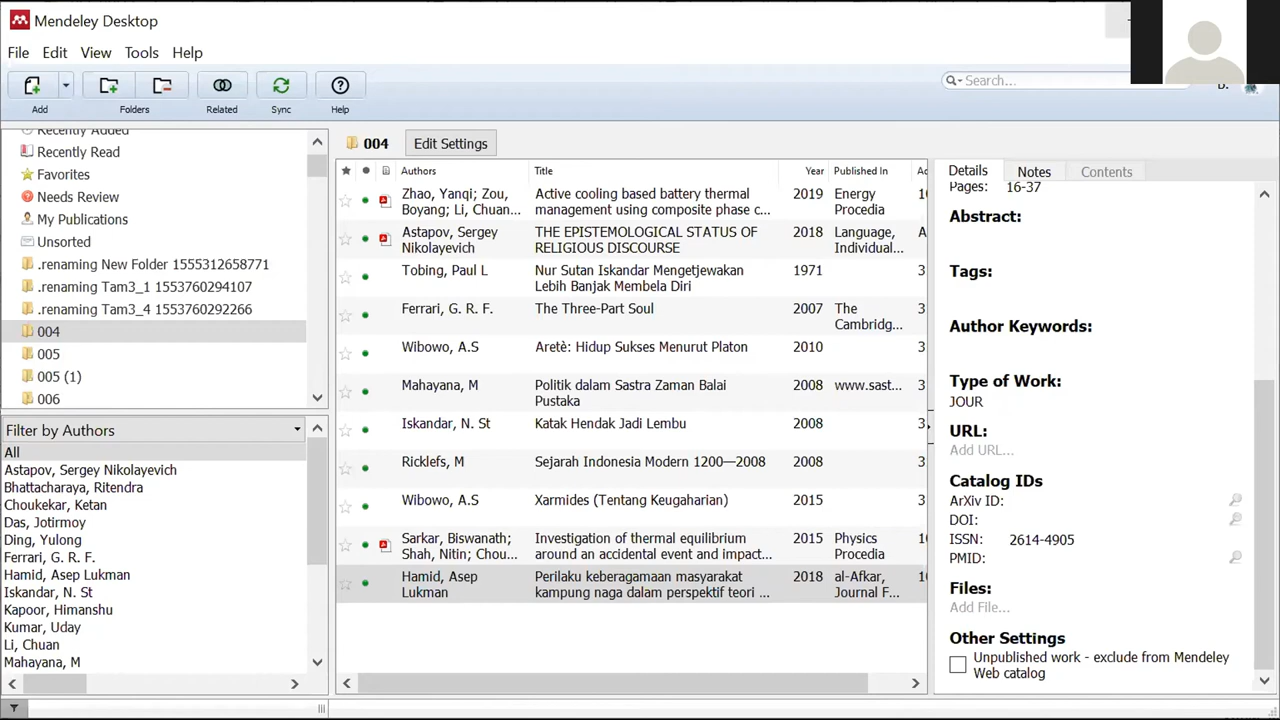 Mendeley Desktop
File Edit View Tools Help
Add Folders Related Sync Help
Search...
Recently Added
Recently Read
Favorites
Needs Review
My Publications
Unsorted
.renaming New Folder 1555312658771
.renaming Tam3_1 1553760294107
.renaming Tam3_4 1553760292266
004
005
005 (1)
006
Filter by Authors
All
Astapov, Sergey Nikolayevich
Bhattacharaya, Ritendra
Choukekar, Ketan
Das, Jotirmoy
Ding, Yulong
Ferrari, G. R. F.
Hamid, Asep Lukman
Iskandar, N. St
Kapoor, Himanshu
Kumar, Uday
Li, Chuan
Mahayana, M
004 Edit Settings
Authors Title Year Published In Ad
Zhao, Yanqi; Zou, Active cooling based battery thermal 2019 Energy 10
Boyang; Li, Chuan... management using composite phase c... Procedia
Astapov, Sergey THE EPISTEMOLOGICAL STATUS OF 2018 Language, A
Nikolayevich RELIGIOUS DISCOURSE Individual...
Tobing, Paul L Nur Sutan Iskandar Mengetjewakan 1971 3
Lebih Banjak Membela Diri
Ferrari, G. R. F. The Three-Part Soul 2007 The 3
Cambridg...
Wibowo, A.S Aretè: Hidup Sukses Menurut Platon 2010 3
Mahayana, M Politik dalam Sastra Zaman Balai 2008 www.sast... 3
Pustaka
Iskandar, N. St Katak Hendak Jadi Lembu 2008 3
Ricklefs, M Sejarah Indonesia Modern 1200—2008 2008 3
Wibowo, A.S Xarmides (Tentang Keugaharian) 2015 3
Sarkar, Biswanath; Investigation of thermal equilibrium 2015 Physics 10
Shah, Nitin; Chou... around an accidental event and impact... Procedia
Hamid, Asep Perilaku keberagamaan masyarakat 2018 al-Afkar, 10
Lukman kampung naga dalam perspektif teori ... Journal F...
Details Notes Contents
Pages: 16-37
Abstract:
Tags:
Author Keywords:
Type of Work:
JOUR
URL:
Add URL...
Catalog IDs
ArXiv ID:
DOI:
ISSN: 2614-4905
PMID:
Files:
Add File...
Other Settings
Unpublished work - exclude from Mendeley
Web catalog